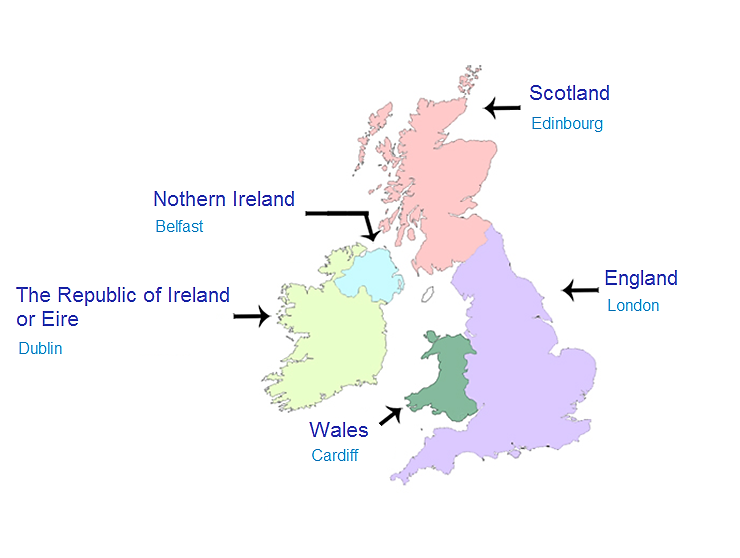 Scotland
Edinbourg
Nothern Ireland
Belfast
England
London
The Republic of Ireland
or Eire
Dublin
Wales
Cardiff